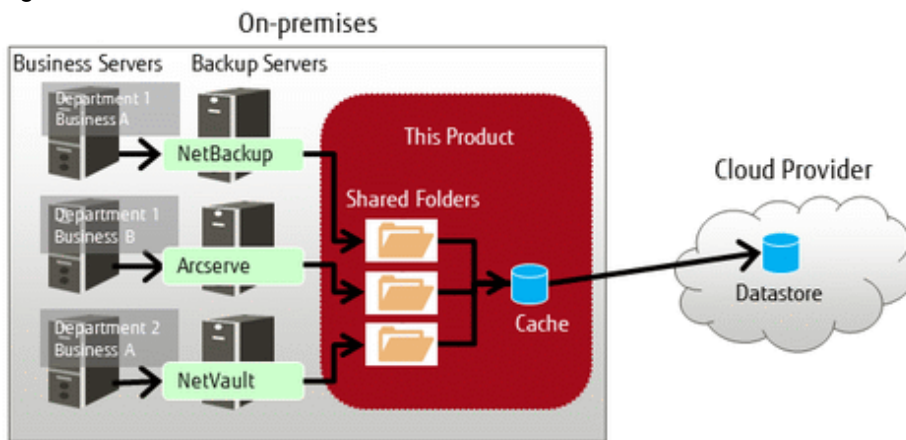 On-premises
Business Servers
Backup Servers
Department 1
Business A
NetBackup
This Product
Shared Folders
Department 1
Business B
Arcserve
Cache
Department 2
Business A
NetVault
Cloud Provider
Datastore